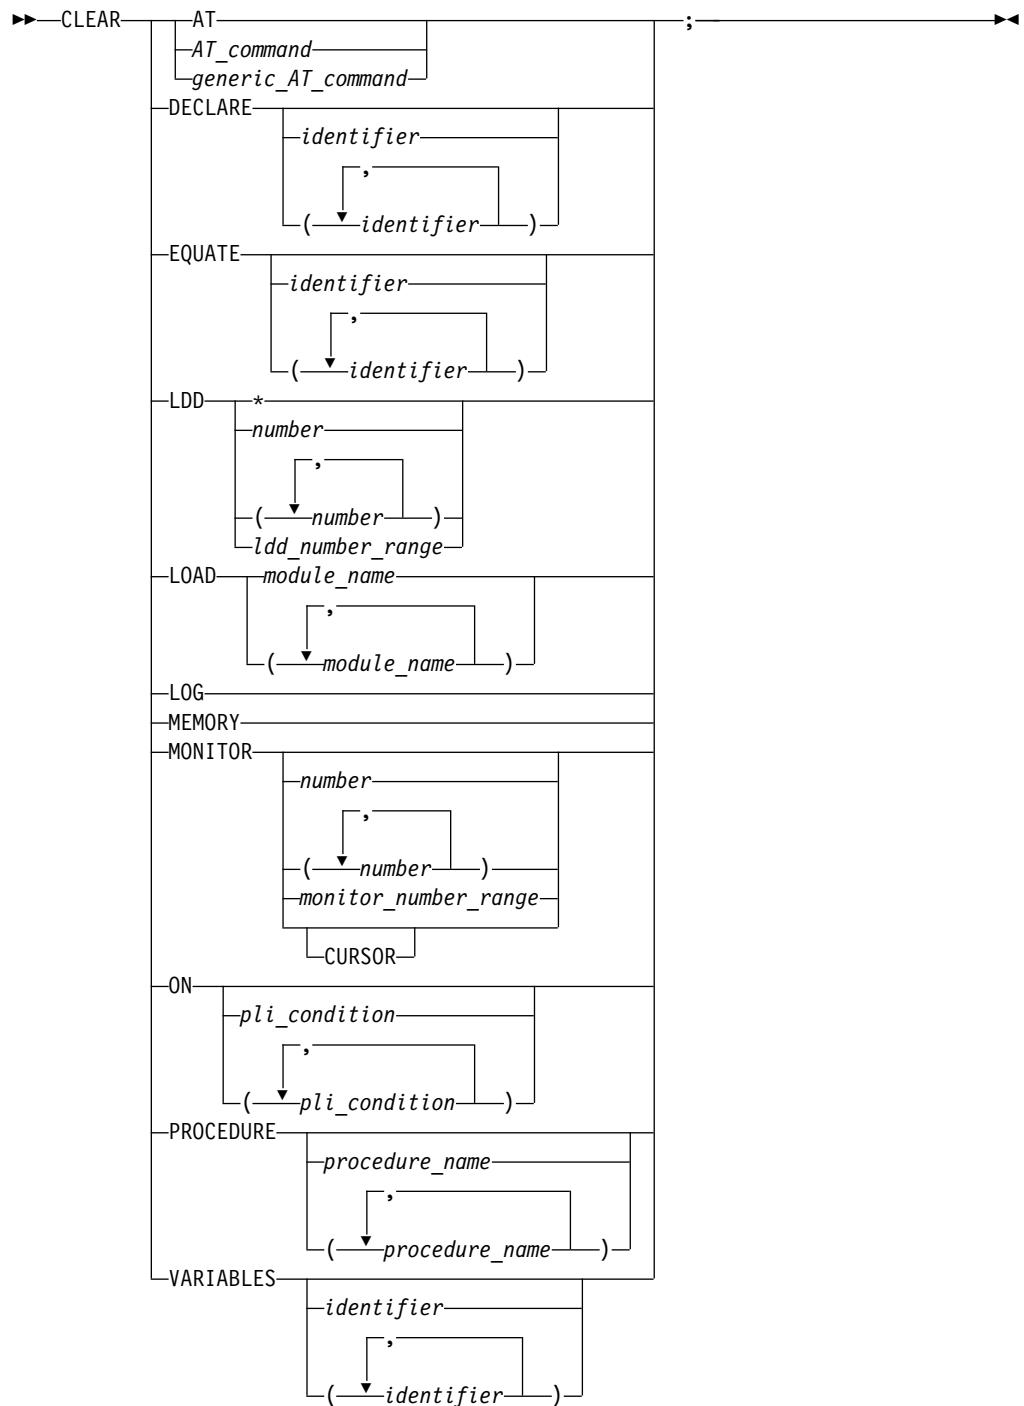 CLEAR AT ;
AT_command
generic_AT_command
DECLARE
identifier
,
( identifier )
EQUATE
identifier
,
( identifier )
LDD *
number
,
( number )
ldd_number_range
LOAD module_name
,
( module_name )
LOG
MEMORY
MONITOR
number
,
( number )
monitor_number_range
CURSOR
ON
pli_condition
,
( pli_condition )
PROCEDURE
procedure_name
,
( procedure_name )
VARIABLES
identifier
,
( identifier )